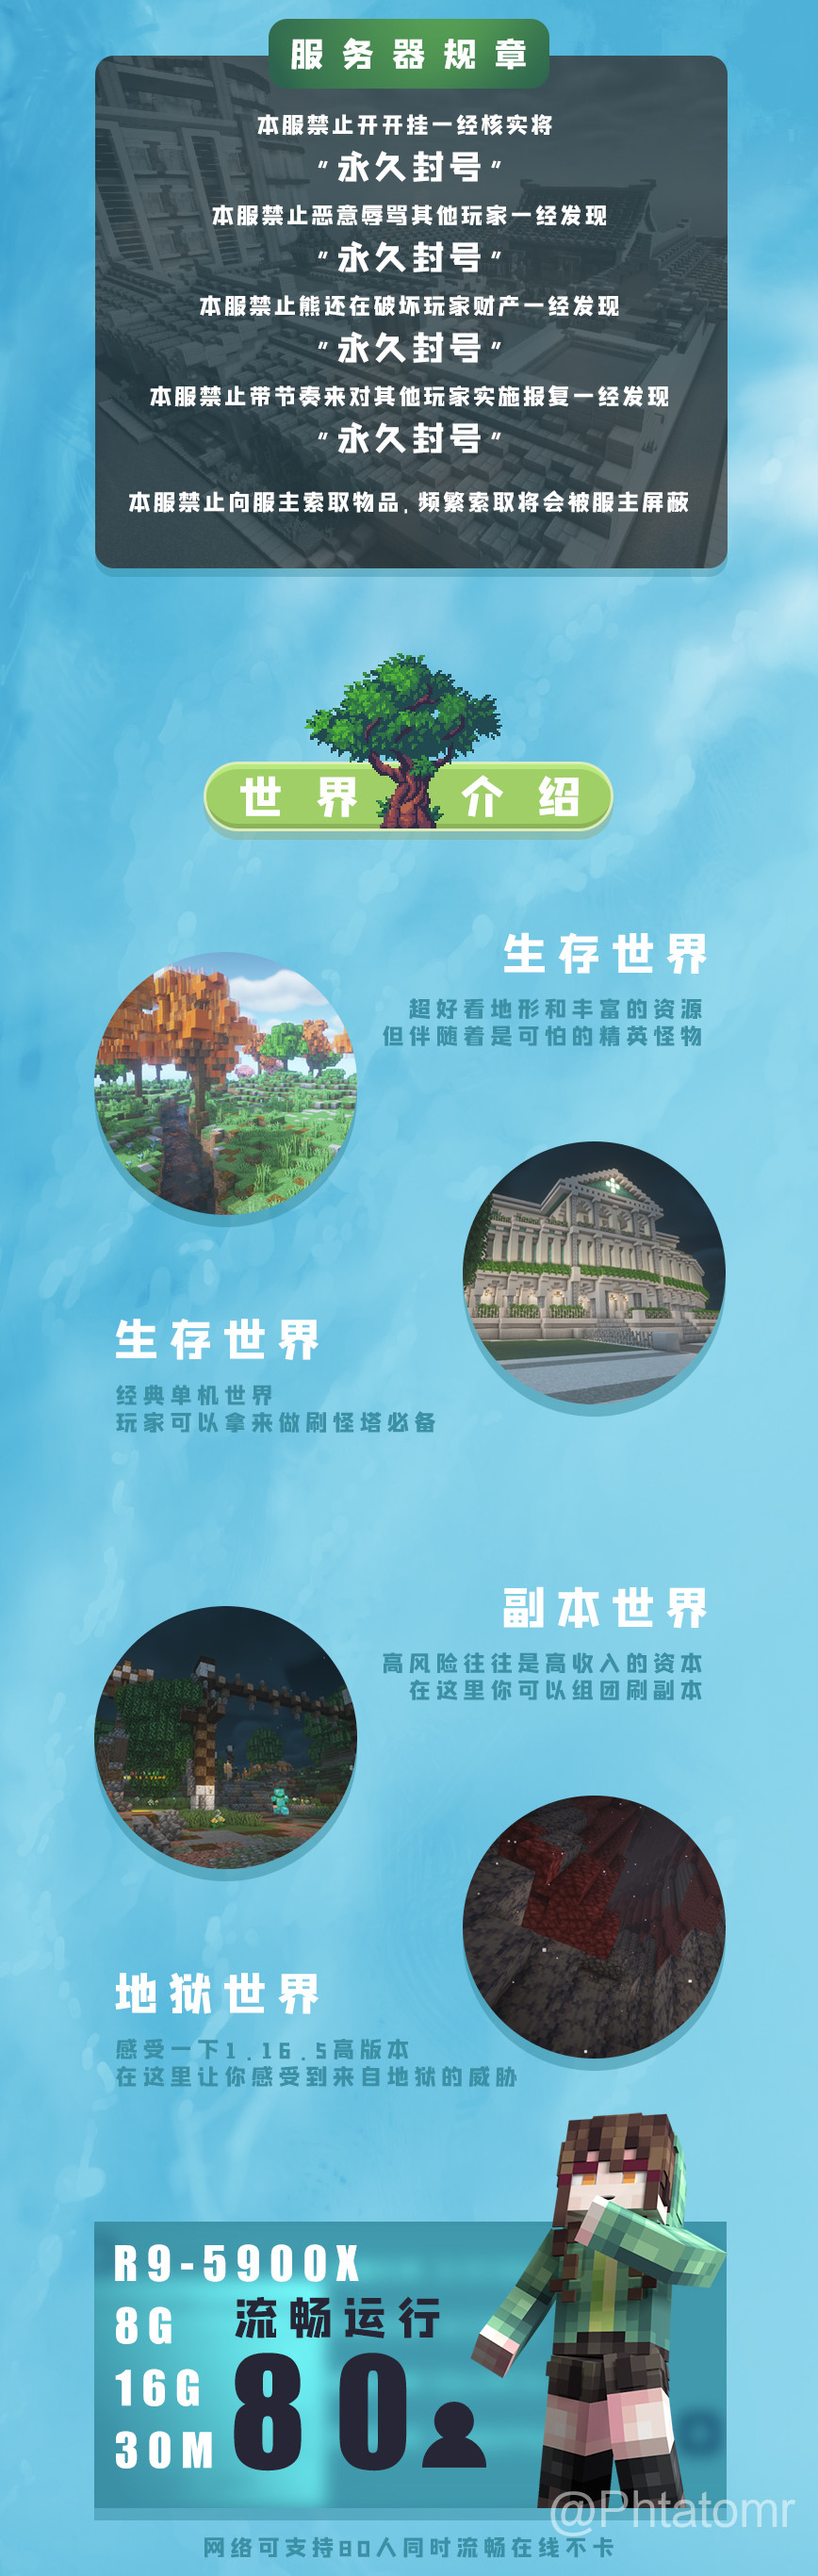 服务器规章
本服禁止开开挂一经核实将
"永久封号"
本服禁止恶意辱骂其他玩家一经发现
"永久封号"
本服禁止熊还在破坏玩家财产一经发现
"永久封号"
本服禁止带节奏来对其他玩家实施报复一经发现
"永久封号"
本服禁止向服主索取物品,频繁索取将会被服主屏蔽
世界介绍
生存世界
超好看地形和丰富的资源
但伴随着是可怕的精英怪物
生存世界
经典单机世界
玩家可以拿来做刷怪塔必备
副本世界
高风险往往是高收入的资本
在这里你可以组团刷副本
地狱世界
感受一下1.16.5高版本
在这里让你感受到来自地狱的威胁
R9-5900X
8G
流畅运行
16G
80
30M
@Phtatomr
网络可支持80人同时流畅在线不卡